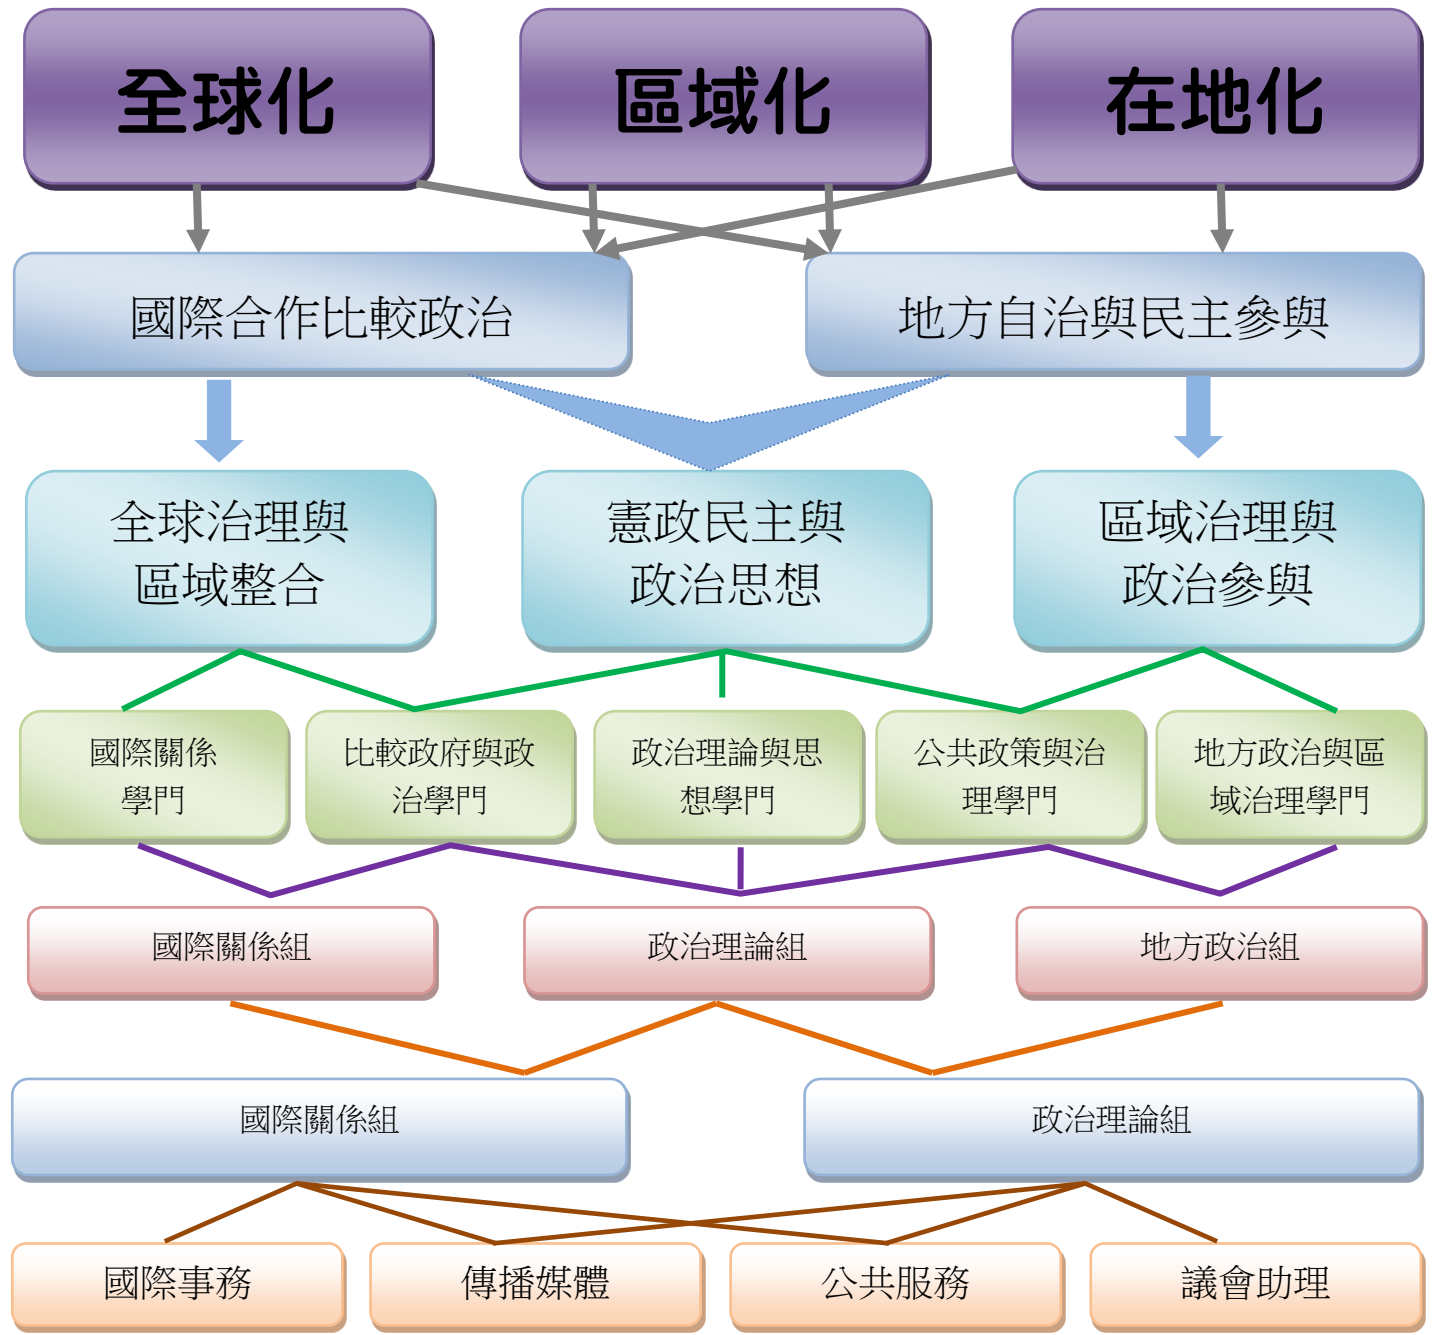 全球化
區域化
在地化
國際合作比較政治
地方自治與民主參與
全球治理與
區域整合
憲政民主與
政治思想
區域治理與
政治參與
國際關係
學門
比較政府與政
治學門
政治理論與思
想學門
公共政策與治
理學門
地方政治與區
域治理學門
國際關係組
政治理論組
地方政治組
國際關係組
政治理論組
國際事務
傳播媒體
公共服務
議會助理